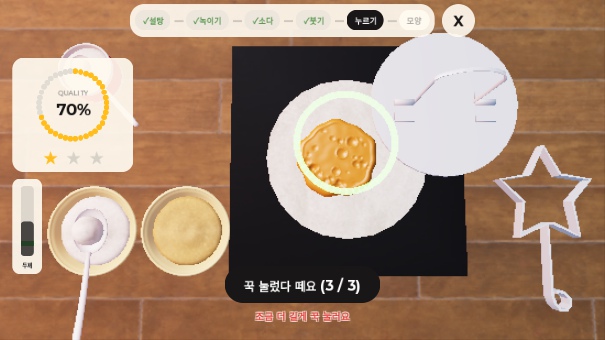 ✓설탕 — ✓녹이기 — ✓소다 — ✓붓기 — 누르기 — 모양
X
QUALITY
70%
두께
꾹 눌렀다 떼요 (3 / 3)
조금 더 길게 꾹 눌러요